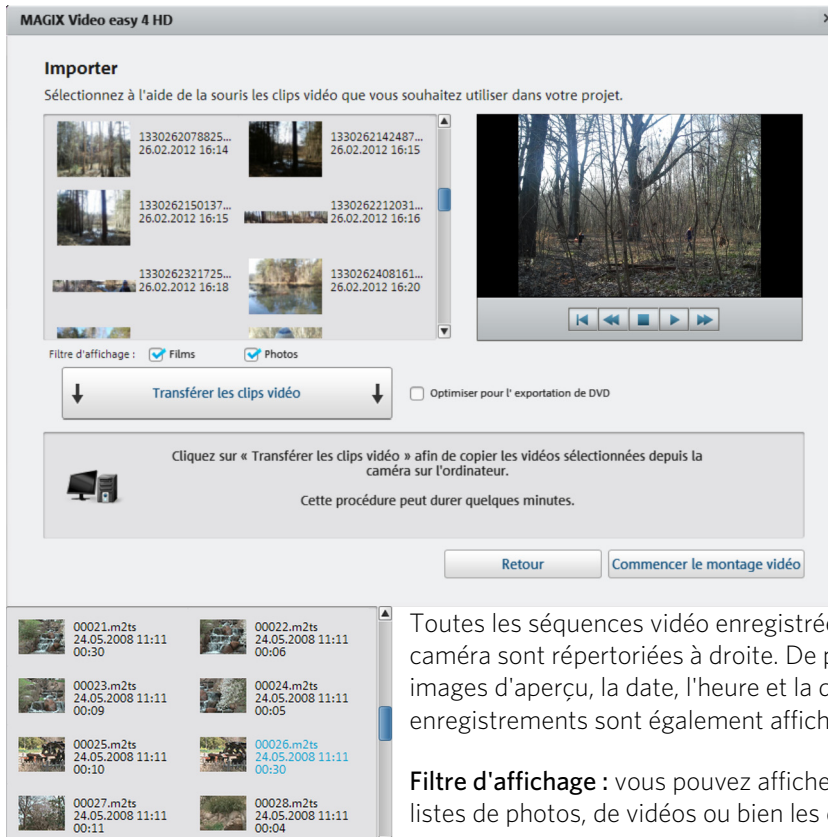 MAGIX Video easy 4 HD
Importer
Sélectionnez à l'aide de la souris les clips vidéo que vous souhaitez utiliser dans votre projet.
1330262078825...
26.02.2012 16:14
1330262142487...
26.02.2012 16:15
1330262150137...
26.02.2012 16:15
1330262212031...
26.02.2012 16:16
1330262321725...
26.02.2012 16:18
1330262408161...
26.02.2012 16:20
Filtre d'affichage : Films Photos
Transférer les clips vidéo
Optimiser pour l' exportation de DVD
Cliquez sur « Transférer les clips vidéo » afin de copier les vidéos sélectionnées depuis la
caméra sur l'ordinateur.
Cette procédure peut durer quelques minutes.
Retour
Commencer le montage vidéo
00021.m2ts
24.05.2008 11:11
00:30
00022.m2ts
24.05.2008 11:11
00:06
00023.m2ts
24.05.2008 11:11
00:09
00024.m2ts
24.05.2008 11:11
00:05
00025.m2ts
24.05.2008 11:11
00:10
00026.m2ts
24.05.2008 11:11
00:30
00027.m2ts
24.05.2008 11:11
00:11
00028.m2ts
24.05.2008 11:11
00:04
Toutes les séquences vidéo
caméra sont répertoriées à droite. De
images d'aperçu, la date, l'heure et la
enregistrements sont également
Filtre d'affichage : vous pouvez
listes de photos, de vidéos ou bien les